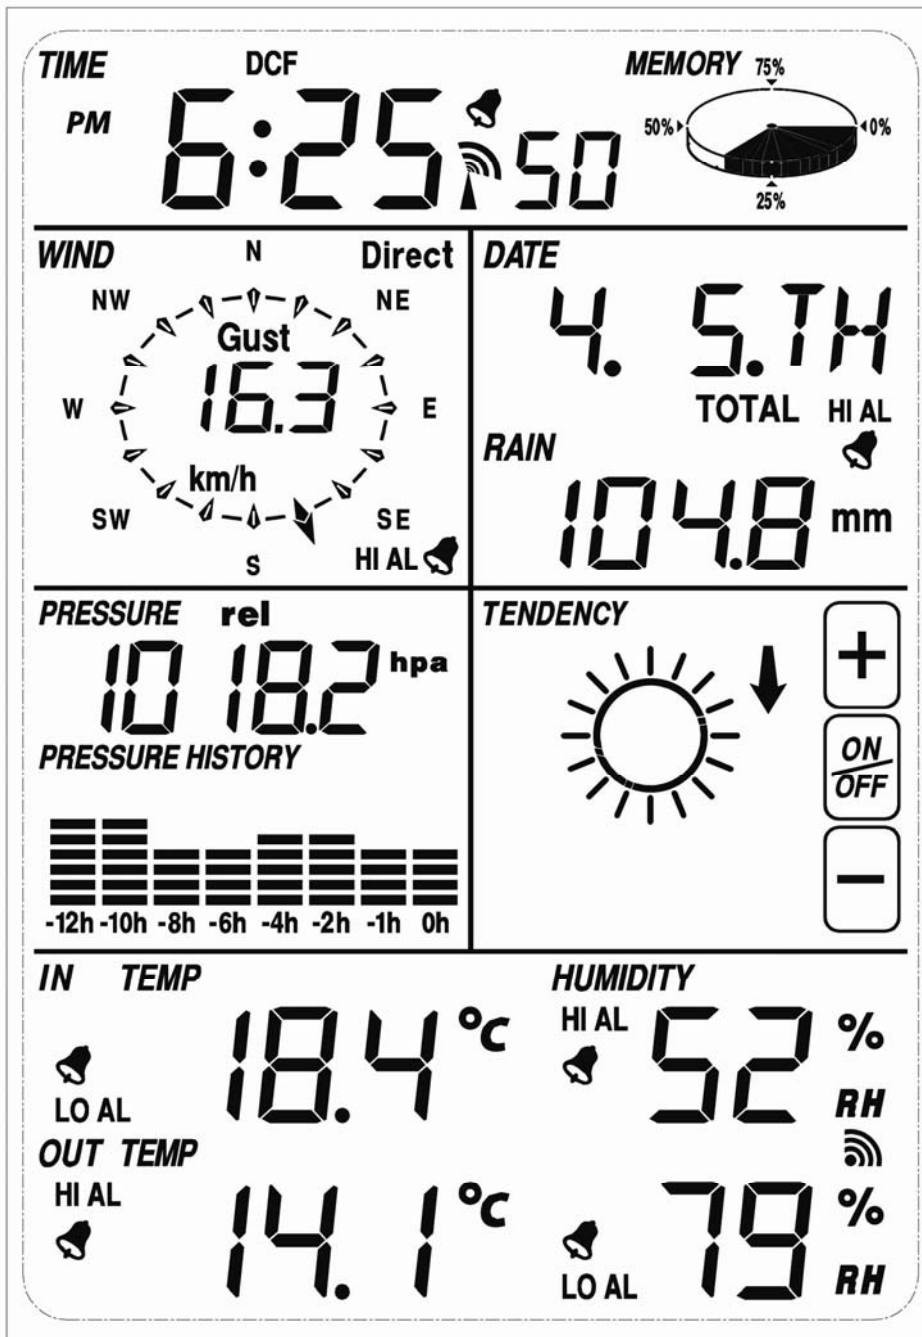 TIME DCF MEMORY 75%
PM 6:25 50 50% 0%
25%
WIND N Direct
NW NE
Gust
W 16.3 E
km/h
SW SE
S HI AL
DATE
4. 5.TH
TOTAL HI AL
RAIN
104.8 mm
PRESSURE rel
1018.2 hpa
PRESSURE HISTORY
-12h -10h -8h -6h -4h -2h -1h 0h
TENDENCY
+
ON
OFF
−
IN TEMP
18.4 °C
LO AL
HUMIDITY
HI AL 52 %
RH
OUT TEMP
HI AL
14.1 °C
79 %
LO AL RH